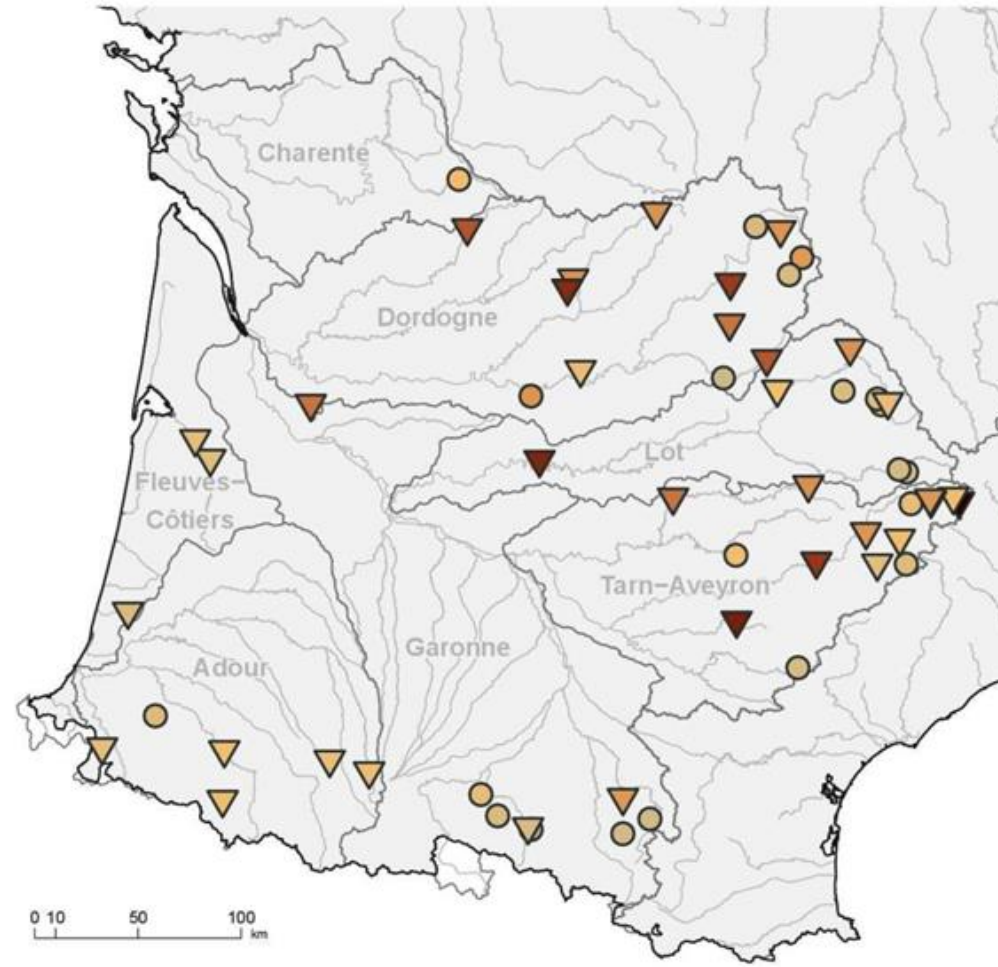 Charente
Dordogne
Lot
Fleuves-
Côtiers
Tarn-Aveyron
Garonne
Adour
0 10 50 100
km